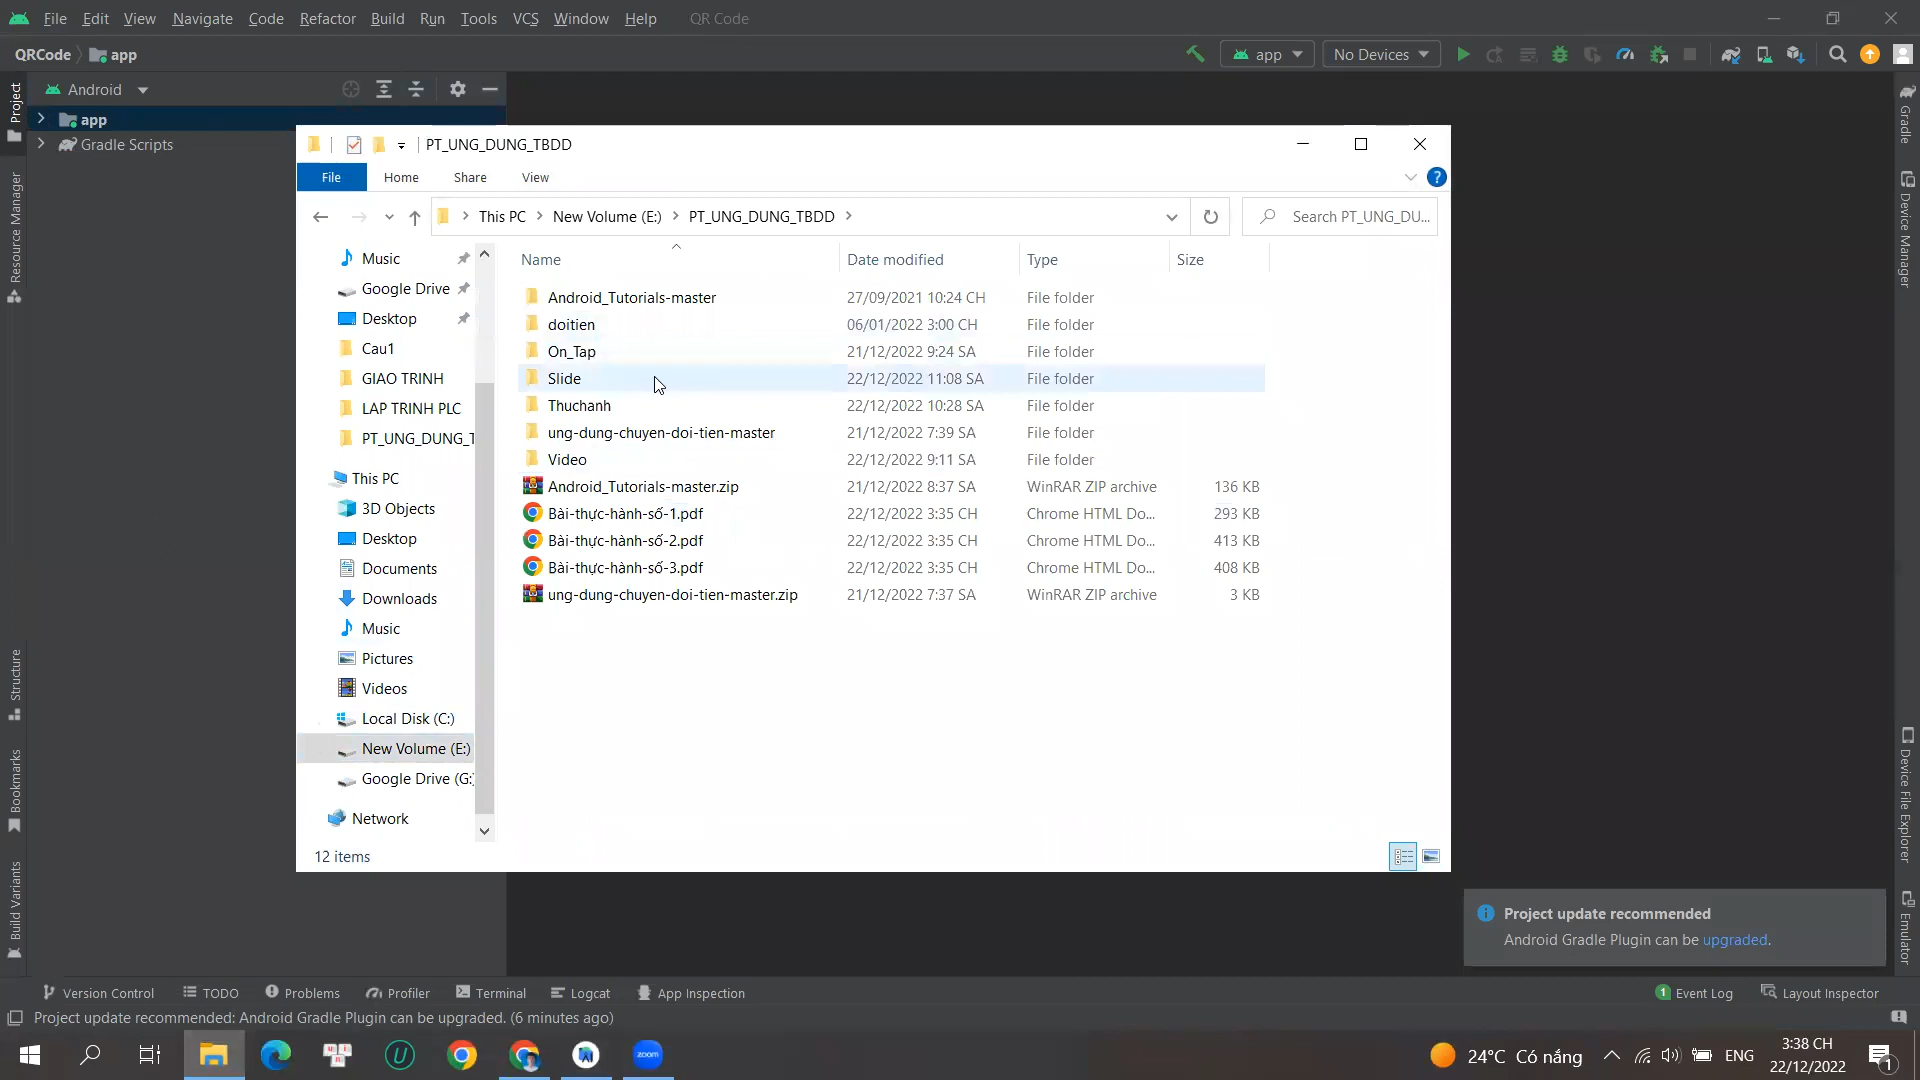 File Edit View Navigate Code Refactor Build Run Tools VCS Window Help QR Code
QRCode app
app No Devices
Project
Android
app
Gradle Scripts
Resource Manager
Structure
Bookmarks
Build Variants
Gradle
Device Manager
Device File Explorer
Emulator
PT_UNG_DUNG_TBDD
File Home Share View
This PC New Volume (E:) PT_UNG_DUNG_TBDD
Search PT_UNG_DU...
Music
Google Drive
Desktop
Cau1
GIAO TRINH
LAP TRINH PLC
PT_UNG_DUNG_T
This PC
3D Objects
Desktop
Documents
Downloads
Music
Pictures
Videos
Local Disk (C:)
New Volume (E:)
Google Drive (G:)
Network
Name Date modified Type Size
Android_Tutorials-master 27/09/2021 10:24 CH File folder
doitien 06/01/2022 3:00 CH File folder
On_Tap 21/12/2022 9:24 SA File folder
Slide 22/12/2022 11:08 SA File folder
Thuchanh 22/12/2022 10:28 SA File folder
ung-dung-chuyen-doi-tien-master 21/12/2022 7:39 SA File folder
Video 22/12/2022 9:11 SA File folder
Android_Tutorials-master.zip 21/12/2022 8:37 SA WinRAR ZIP archive 136 KB
Bài-thực-hành-số-1.pdf 22/12/2022 3:35 CH Chrome HTML Do... 293 KB
Bài-thực-hành-số-2.pdf 22/12/2022 3:35 CH Chrome HTML Do... 413 KB
Bài-thực-hành-số-3.pdf 22/12/2022 3:35 CH Chrome HTML Do... 408 KB
ung-dung-chuyen-doi-tien-master.zip 21/12/2022 7:37 SA WinRAR ZIP archive 3 KB
12 items
Project update recommended
Android Gradle Plugin can be upgraded.
Version Control TODO Problems Profiler Terminal Logcat App Inspection 1 Event Log Layout Inspector
Project update recommended: Android Gradle Plugin can be upgraded. (6 minutes ago)
zoom
24°C Có nắng ENG
3:38 CH
22/12/2022
1